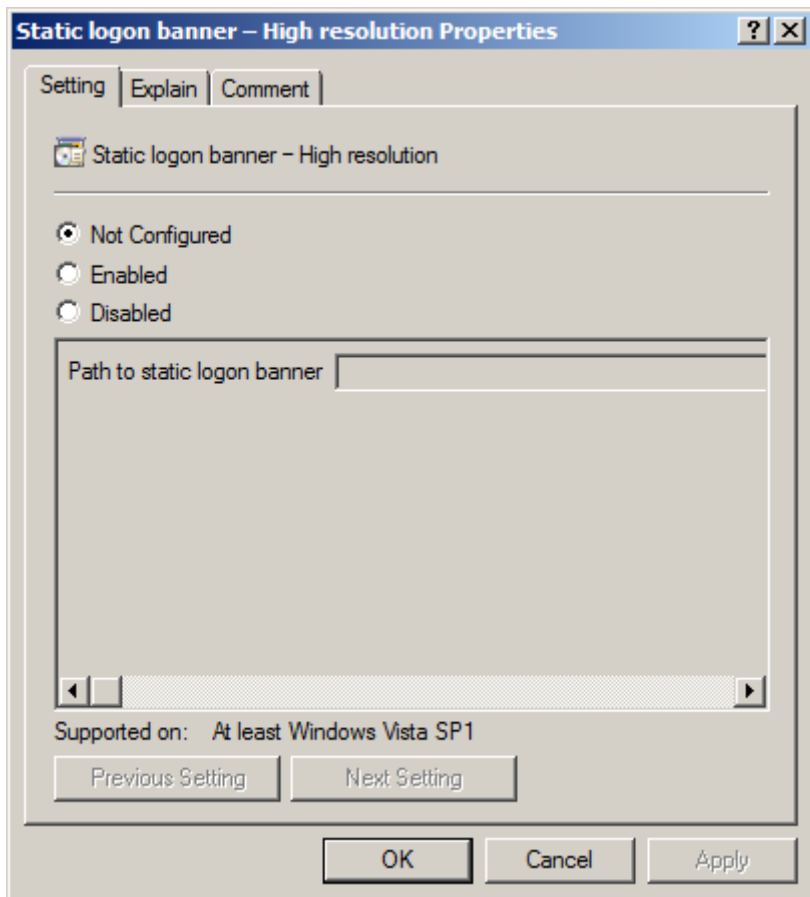 Static logon banner – High resolution Properties
Setting Explain Comment
Static logon banner – High resolution
Not Configured
Enabled
Disabled
Path to static logon banner
Supported on: At least Windows Vista SP1
Previous Setting Next Setting
OK Cancel Apply